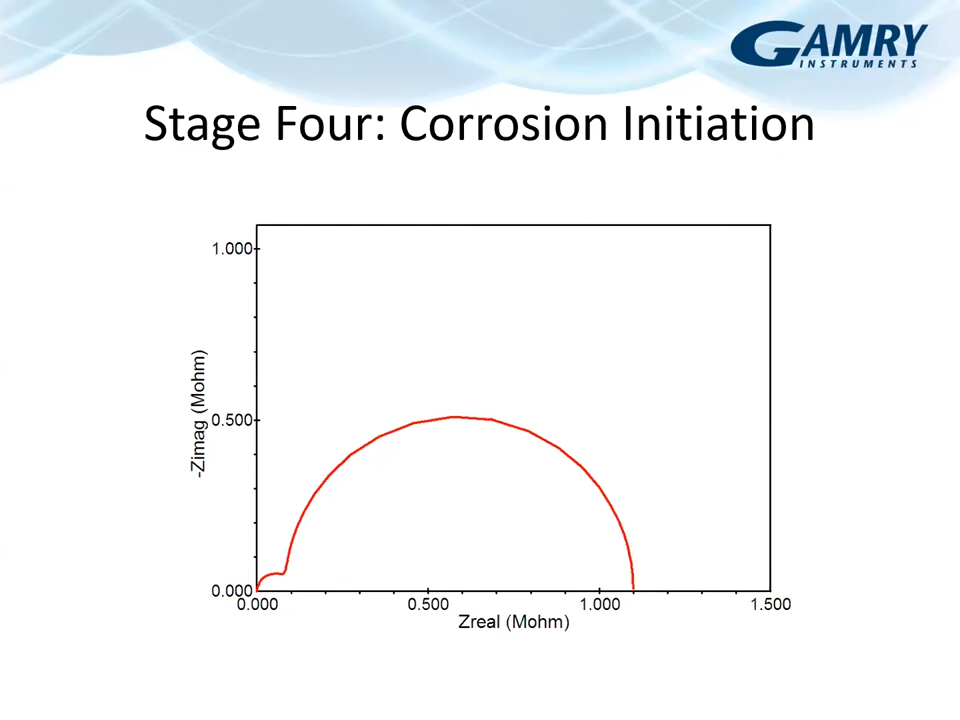 GAMRY
INSTRUMENTS
Stage Four: Corrosion Initiation
1.000
0.500
0.000
-Zimag (Mohm)
0.000 0.500 1.000 1.500
Zreal (Mohm)